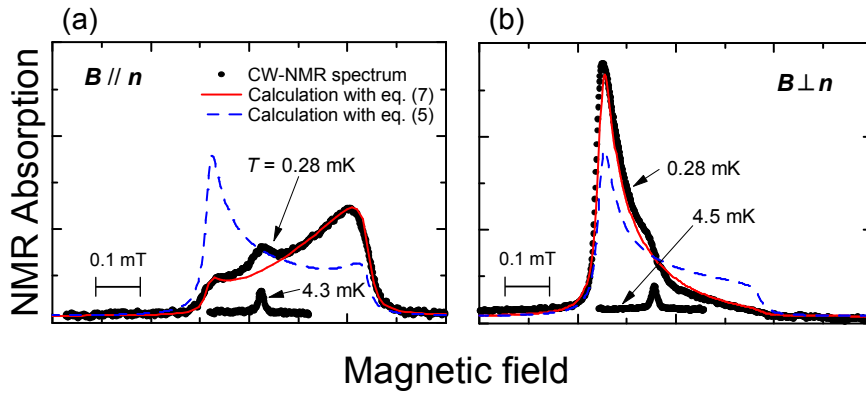 (a)
B // n
CW-NMR spectrum
Calculation with eq. (7)
Calculation with eq. (5)
T = 0.28 mK
0.1 mT
4.3 mK
(b)
B ⊥ n
0.28 mK
4.5 mK
0.1 mT
NMR Absorption
Magnetic field